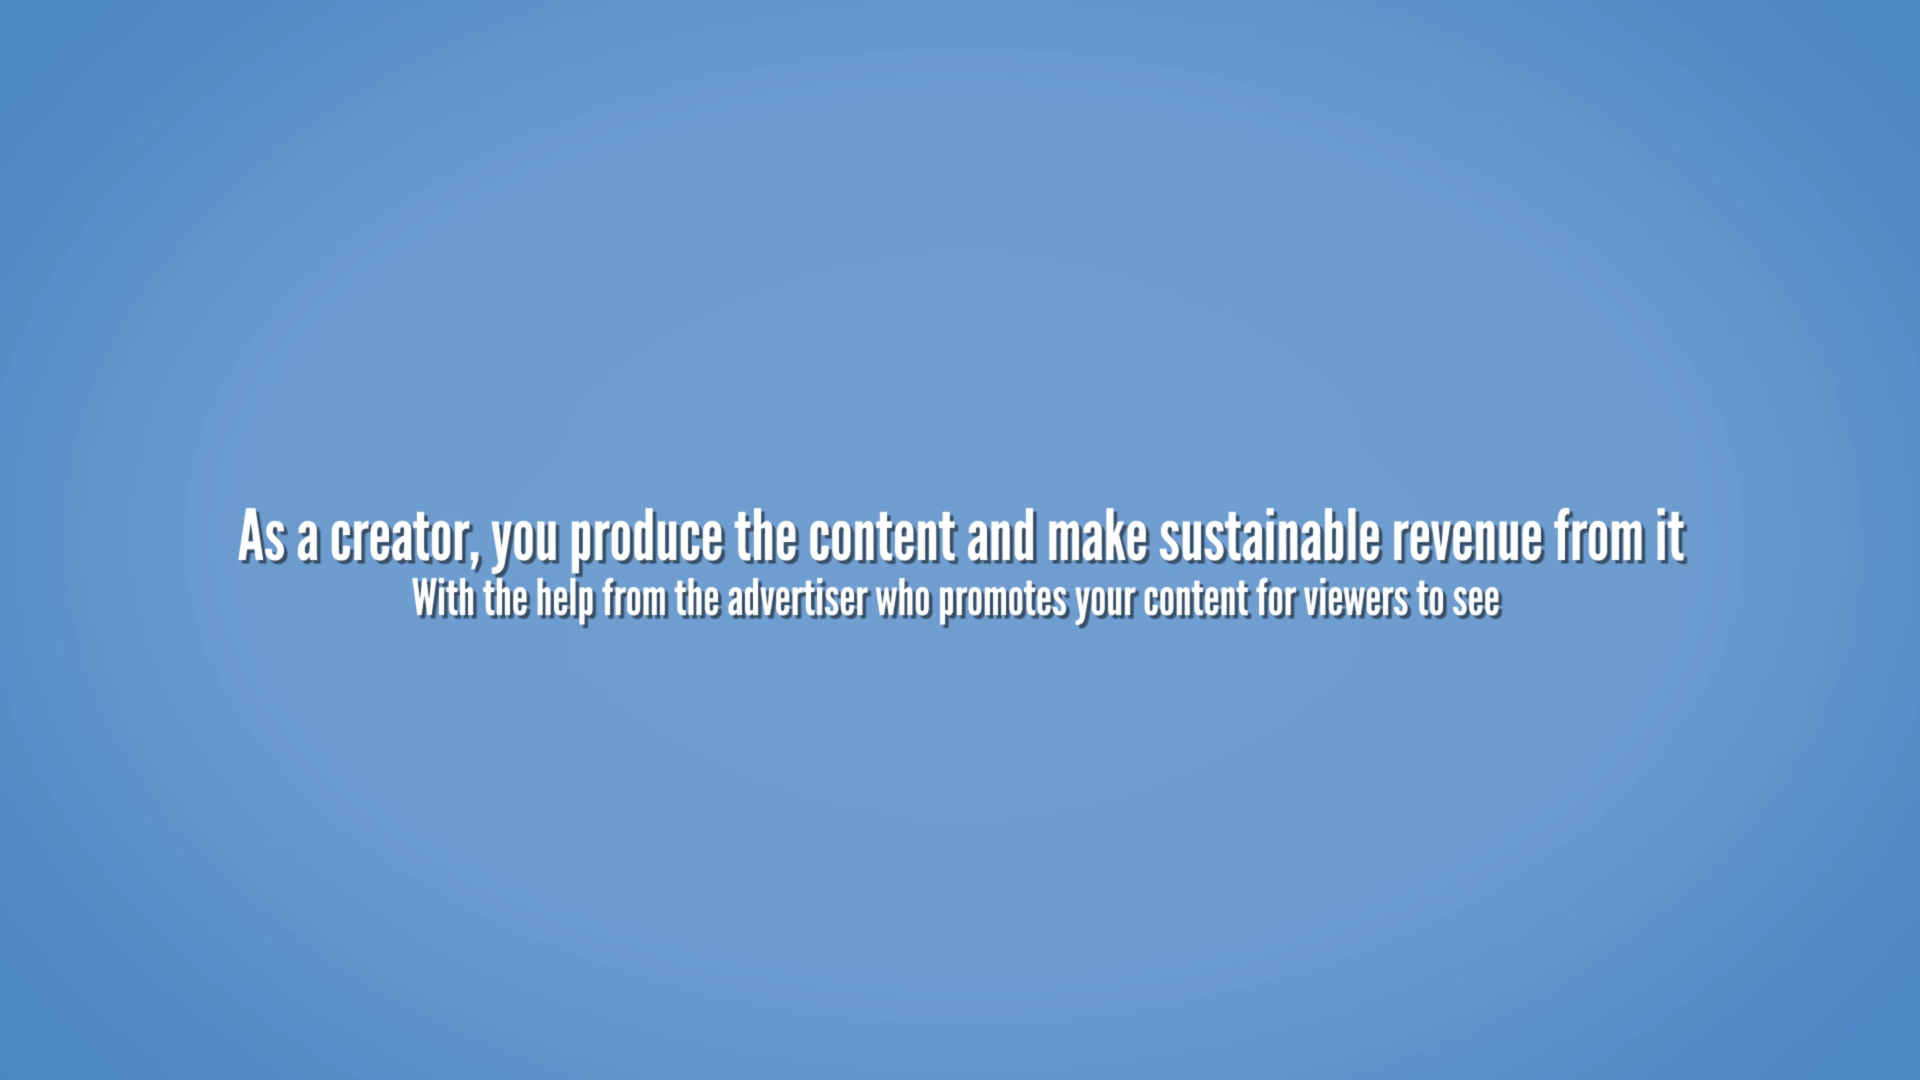 As a creator, you produce the content and make sustainable revenue from it
With the help from the advertiser who promotes your content for viewers to see